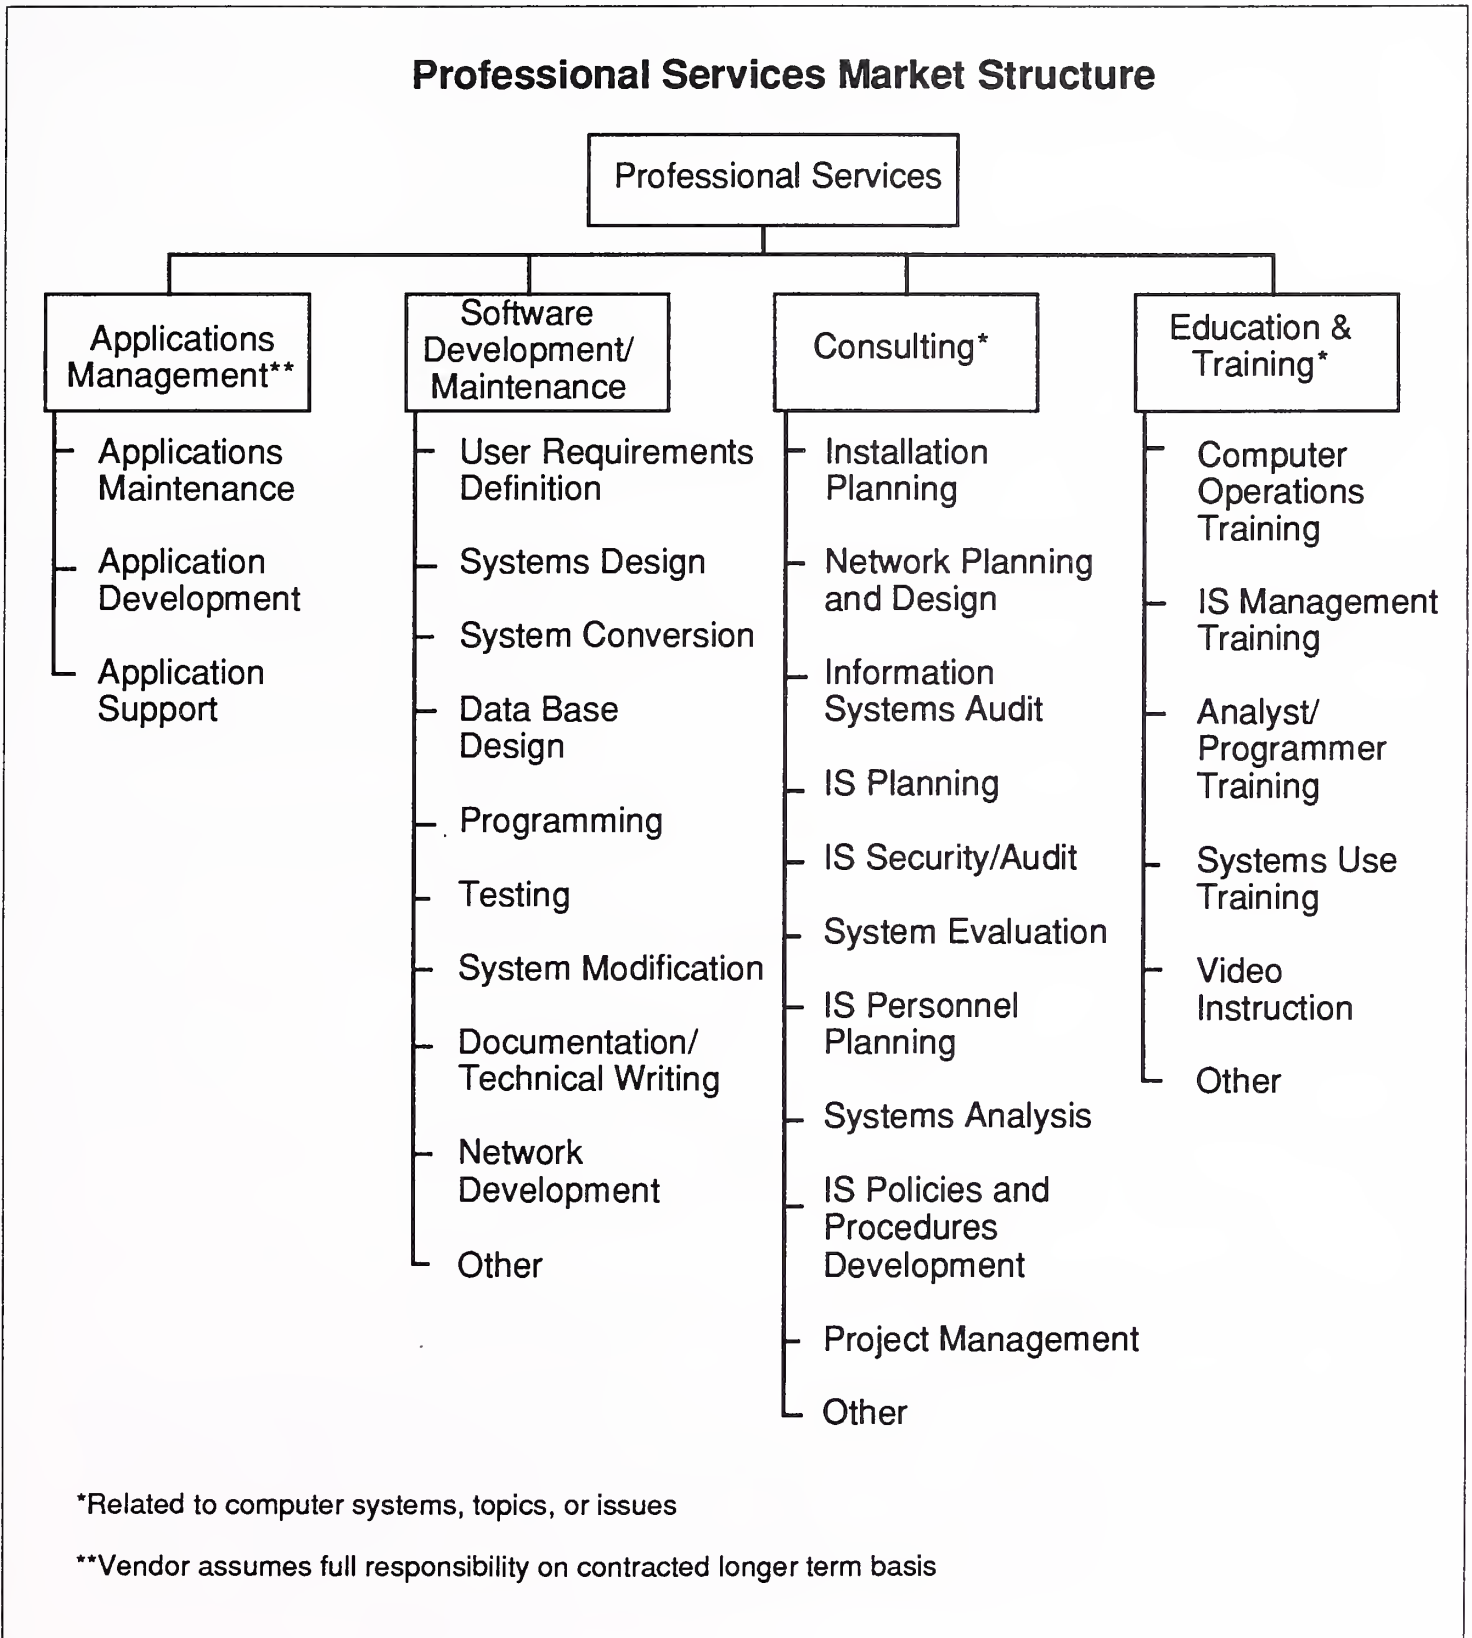 Professional Services Market Structure
Professional Services
Applications
Management**
Applications
Maintenance
Application
Development
Application
Support
Software
Development/
Maintenance
User Requirements
Definition
Systems Design
System Conversion
Data Base
Design
Programming
Testing
System Modification
Documentation/
Technical Writing
Network
Development
Other
Consulting*
Installation
Planning
Network Planning
and Design
Information
Systems Audit
IS Planning
IS Security/Audit
System Evaluation
IS Personnel
Planning
Systems Analysis
IS Policies and
Procedures
Development
Project Management
Other
Education &
Training*
Computer
Operations
Training
IS Management
Training
Analyst/
Programmer
Training
Systems Use
Training
Video
Instruction
Other
*Related to computer systems, topics, or issues
**Vendor assumes full responsibility on contracted longer term basis